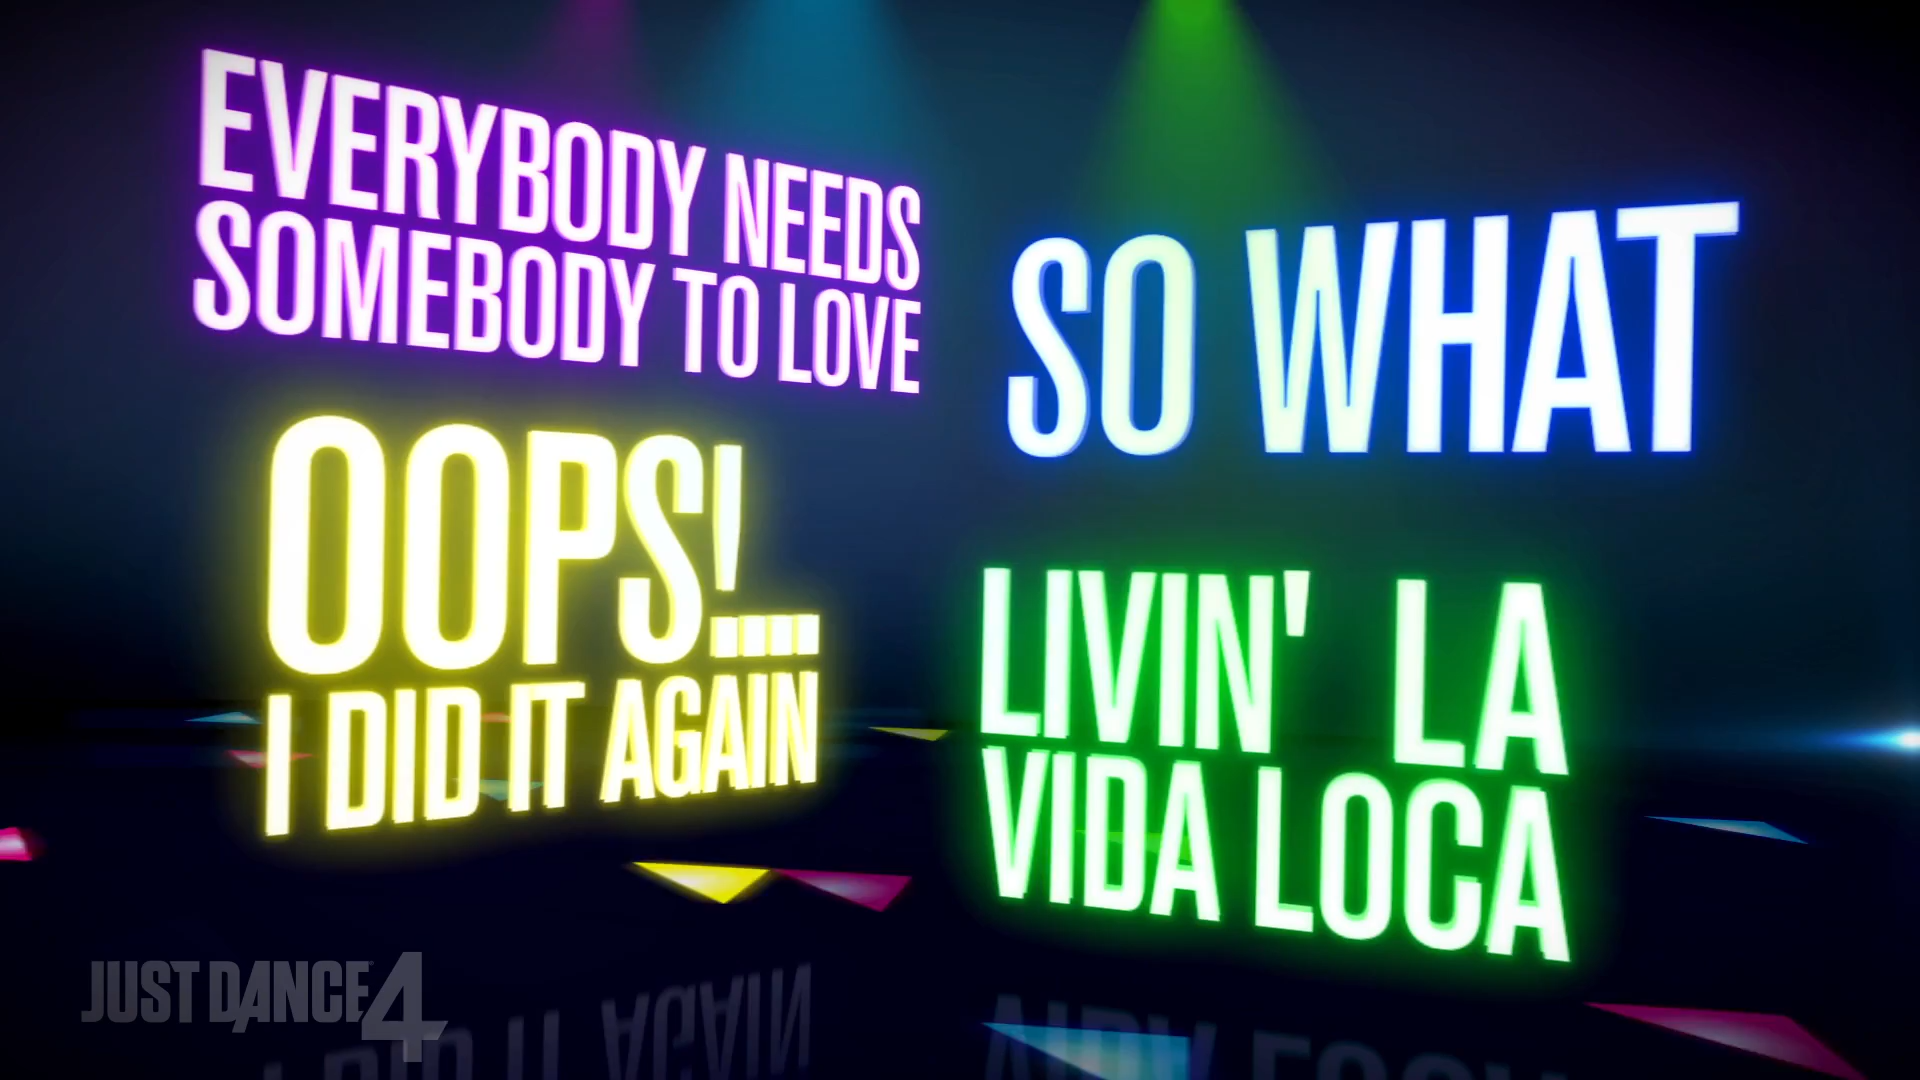 EVERYBODY NEEDS
SOMEBODY TO LOVE
SO WHAT
OOPS!....
I DID IT AGAIN
LIVIN' LA
VIDA LOCA
JUST DANCE 4